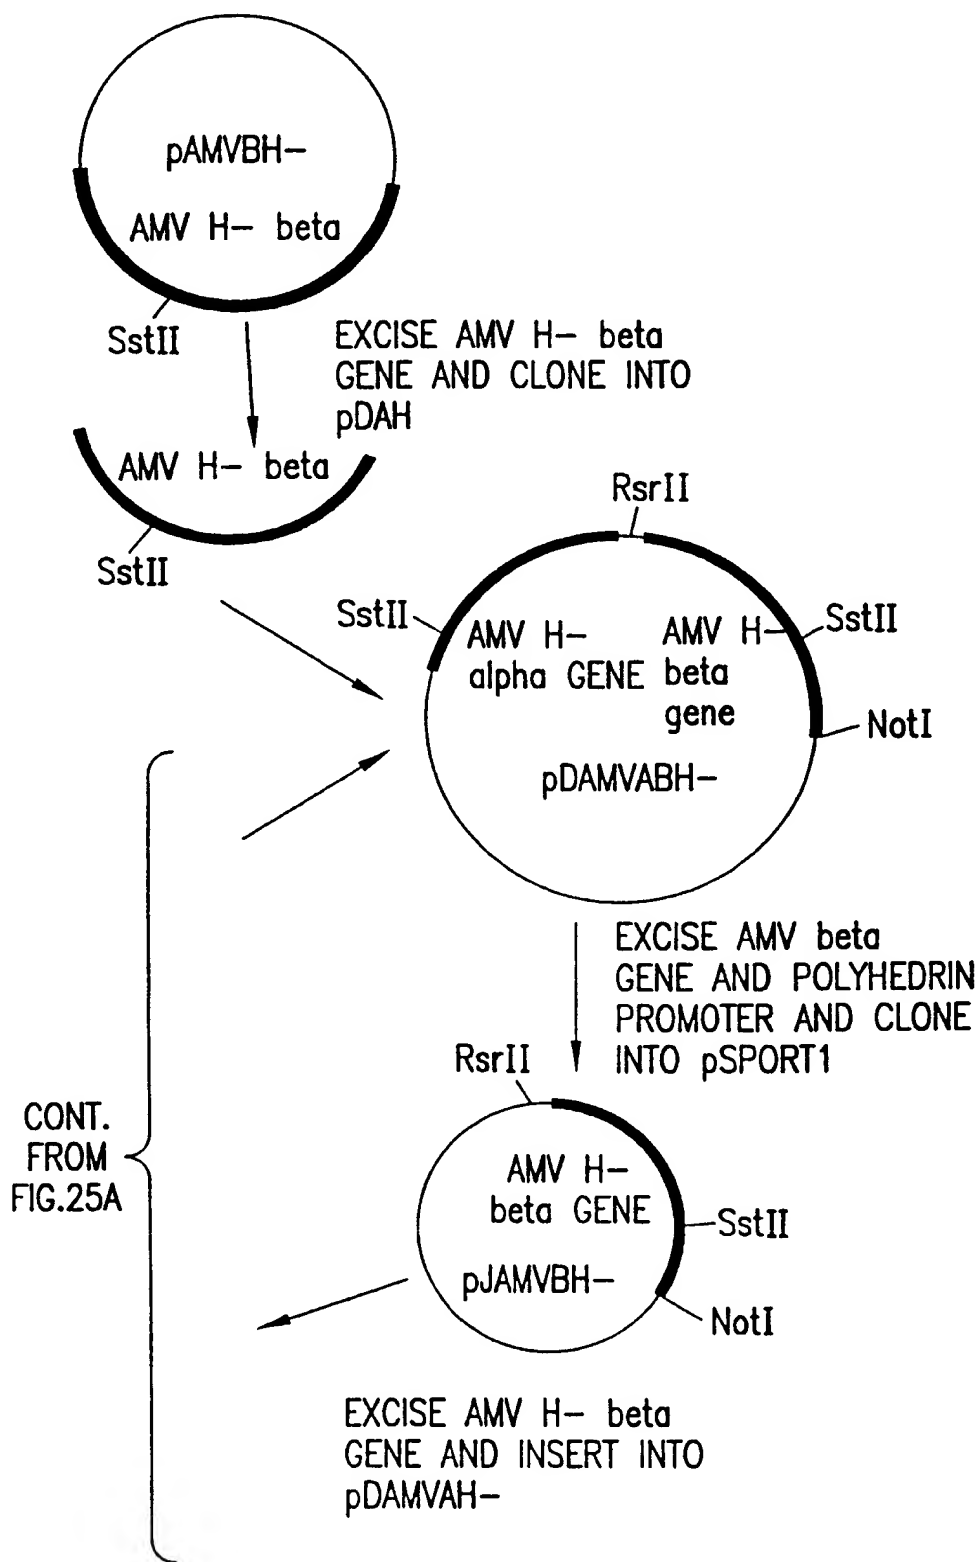 pAMVBH–
AMV H– beta
SstII
EXCISE AMV H– beta
GENE AND CLONE INTO
pDAH
AMV H– beta
SstII
RsrII
SstII
AMV H–
alpha GENE
AMV H–
beta
gene
SstII
NotI
pDAMVABH–
EXCISE AMV beta
GENE AND POLYHEDRIN
PROMOTER AND CLONE
INTO pSPORT1
RsrII
CONT.
FROM
FIG.25A
AMV H–
beta GENE
SstII
pJAMVBH–
NotI
EXCISE AMV H– beta
GENE AND INSERT INTO
pDAMVAH–